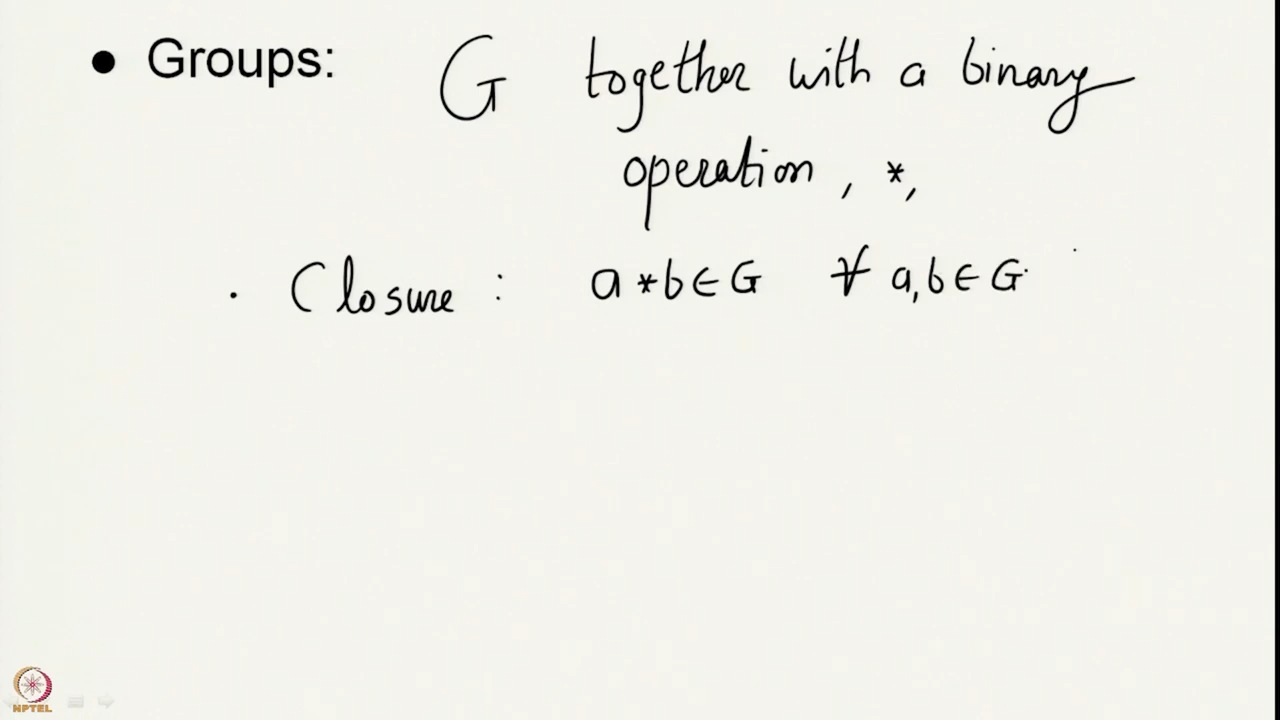 ● Groups: G together with a binary
operation, *,
· Closure : a * b ∈ G ∀ a, b ∈ G
NPTEL